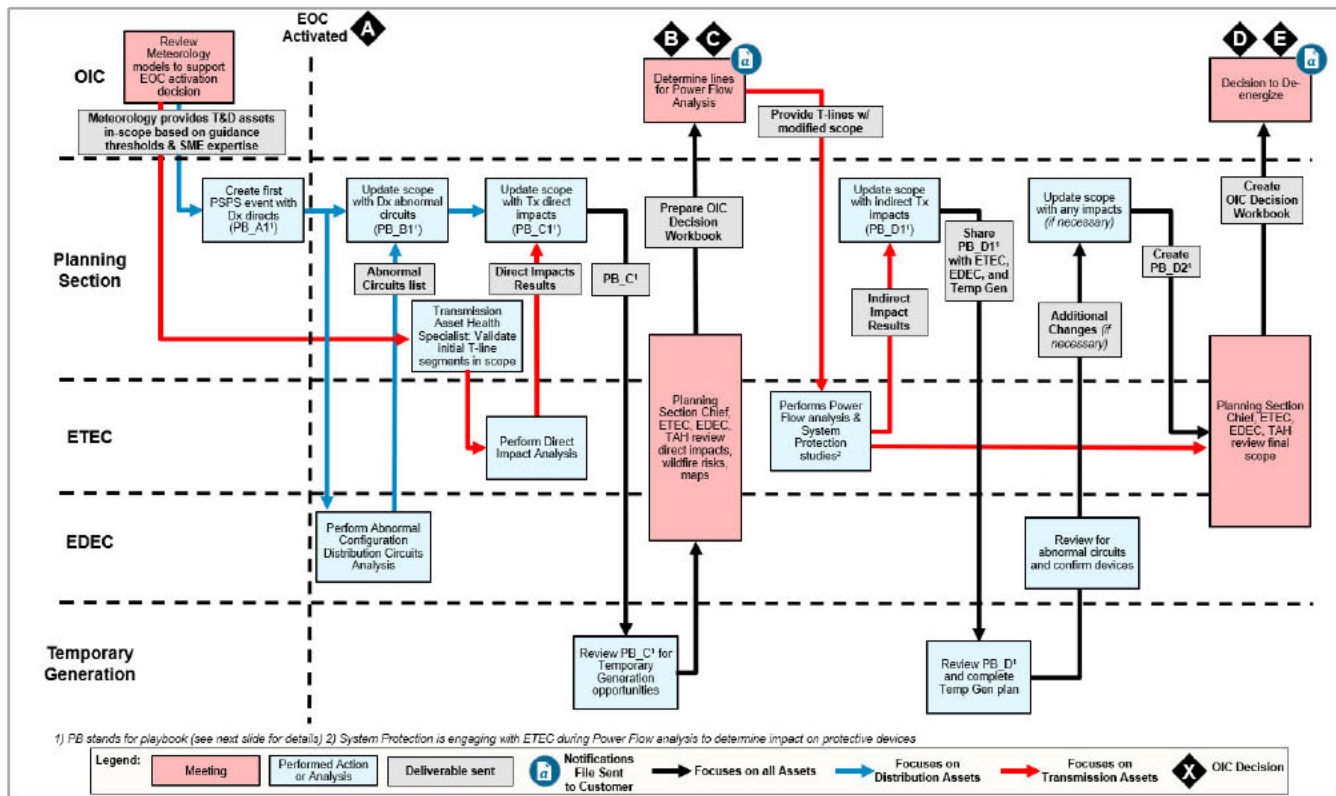 EOC
Activated
A
B
C
D
E
OIC
Review
Meteorology
models to support
EOC activation
decision
Meteorology provides T&D assets
in-scope based on guidance
thresholds & SME expertise
Determine lines
for Power Flow
Analysis
a
Provide T-lines w/
modified scope
Decision to De-
energize
a
Planning
Section
Create first
PSPS event with
Dx directs
(PB_A1¹)
Update scope
with Dx abnormal
circuits
(PB_B1¹)
Update scope
with Tx direct
impacts
(PB_C1¹)
Abnormal
Circuits list
Direct Impacts
Results
Transmission
Asset Health
Specialist: Validate
initial T-line
segments in scope
PB_C¹
Prepare OIC
Decision
Workbook
Update scope
with indirect Tx
impacts
(PB_D1¹)
Indirect
Impact
Results
Share
PB_D1¹
with ETEC,
EDEC, and
Temp Gen
Update scope
with any impacts
(if necessary)
Additional
Changes (if
necessary)
Create
PB_D2¹
Create
OIC Decision
Workbook
ETEC
Perform Direct
Impact Analysis
Planning
Section Chief,
ETEC, EDEC,
TAH review
direct impacts,
wildfire risks,
maps
Performs Power
Flow analysis &
System
Protection
studies²
Planning Section
Chief, ETEC,
EDEC, TAH
review final
scope
EDEC
Perform Abnormal
Configuration
Distribution Circuits
Analysis
Review for
abnormal circuits
and confirm devices
Temporary
Generation
Review PB_C¹ for
Temporary
Generation
opportunities
Review PB_D¹
and complete
Temp Gen plan
1) PB stands for playbook (see next slide for details) 2) System Protection is engaging with ETEC during Power Flow analysis to determine impact on protective devices
Legend:
Meeting
Performed Action
or Analysis
Deliverable sent
a
Notifications
File Sent
to Customer
Focuses on all Assets
Focuses on
Distribution Assets
Focuses on
Transmission Assets
X
OIC Decision